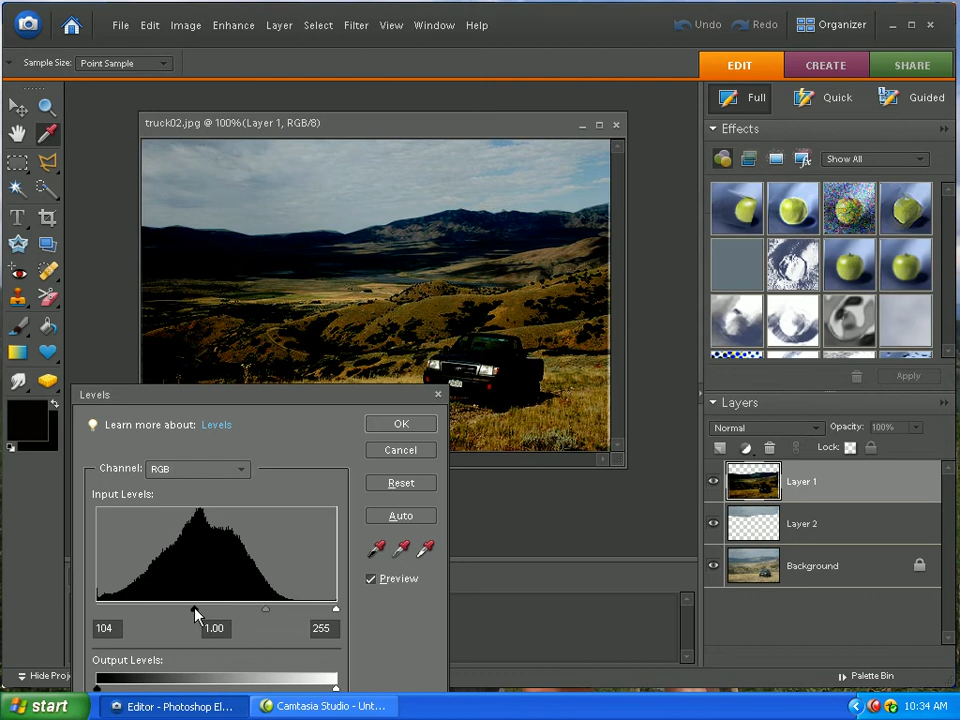 File Edit Image Enhance Layer Select Filter View Window Help Undo Redo Organizer
Sample Size: Point Sample EDIT CREATE SHARE
Full Quick Guided
truck02.jpg @ 100%(Layer 1, RGB/8)
Effects
Show All
Apply
Levels
Learn more about: Levels
OK
Cancel
Channel: RGB
Reset
Input Levels:
Auto
Preview
104 1.00 255
Output Levels:
Layers
Normal Opacity: 100%
Lock:
Layer 1
Layer 2
Background
Hide Proj Palette Bin
start Editor - Photoshop El... Camtasia Studio - Unt... 10:34 AM